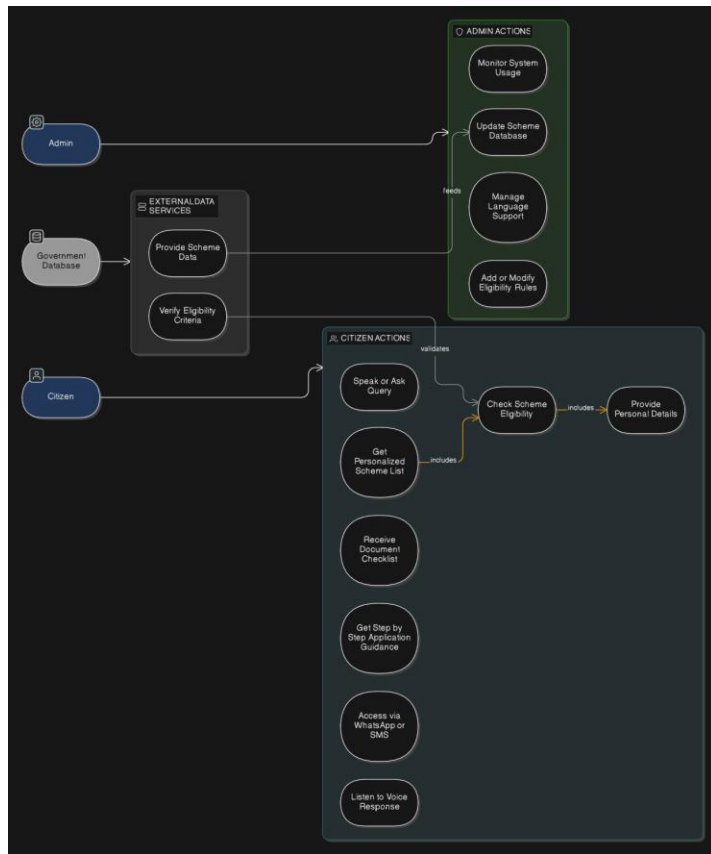 ADMIN ACTIONS
Monitor System
Usage
Admin
Update Scheme
Database
feeds
EXTERNAL DATA
SERVICES
Manage
Language
Support
Government
Database
Provide Scheme
Data
Add or Modify
Eligibility Rules
Verify Eligibility
Criteria
CITIZEN ACTIONS
validates
Citizen
Speak or Ask
Query
Check Scheme
Eligibility
includes
Provide
Personal Details
Get
Personalized
Scheme List
includes
Receive
Document
Checklist
Get Step by
Step Application
Guidance
Access via
WhatsApp or
SMS
Listen to Voice
Response